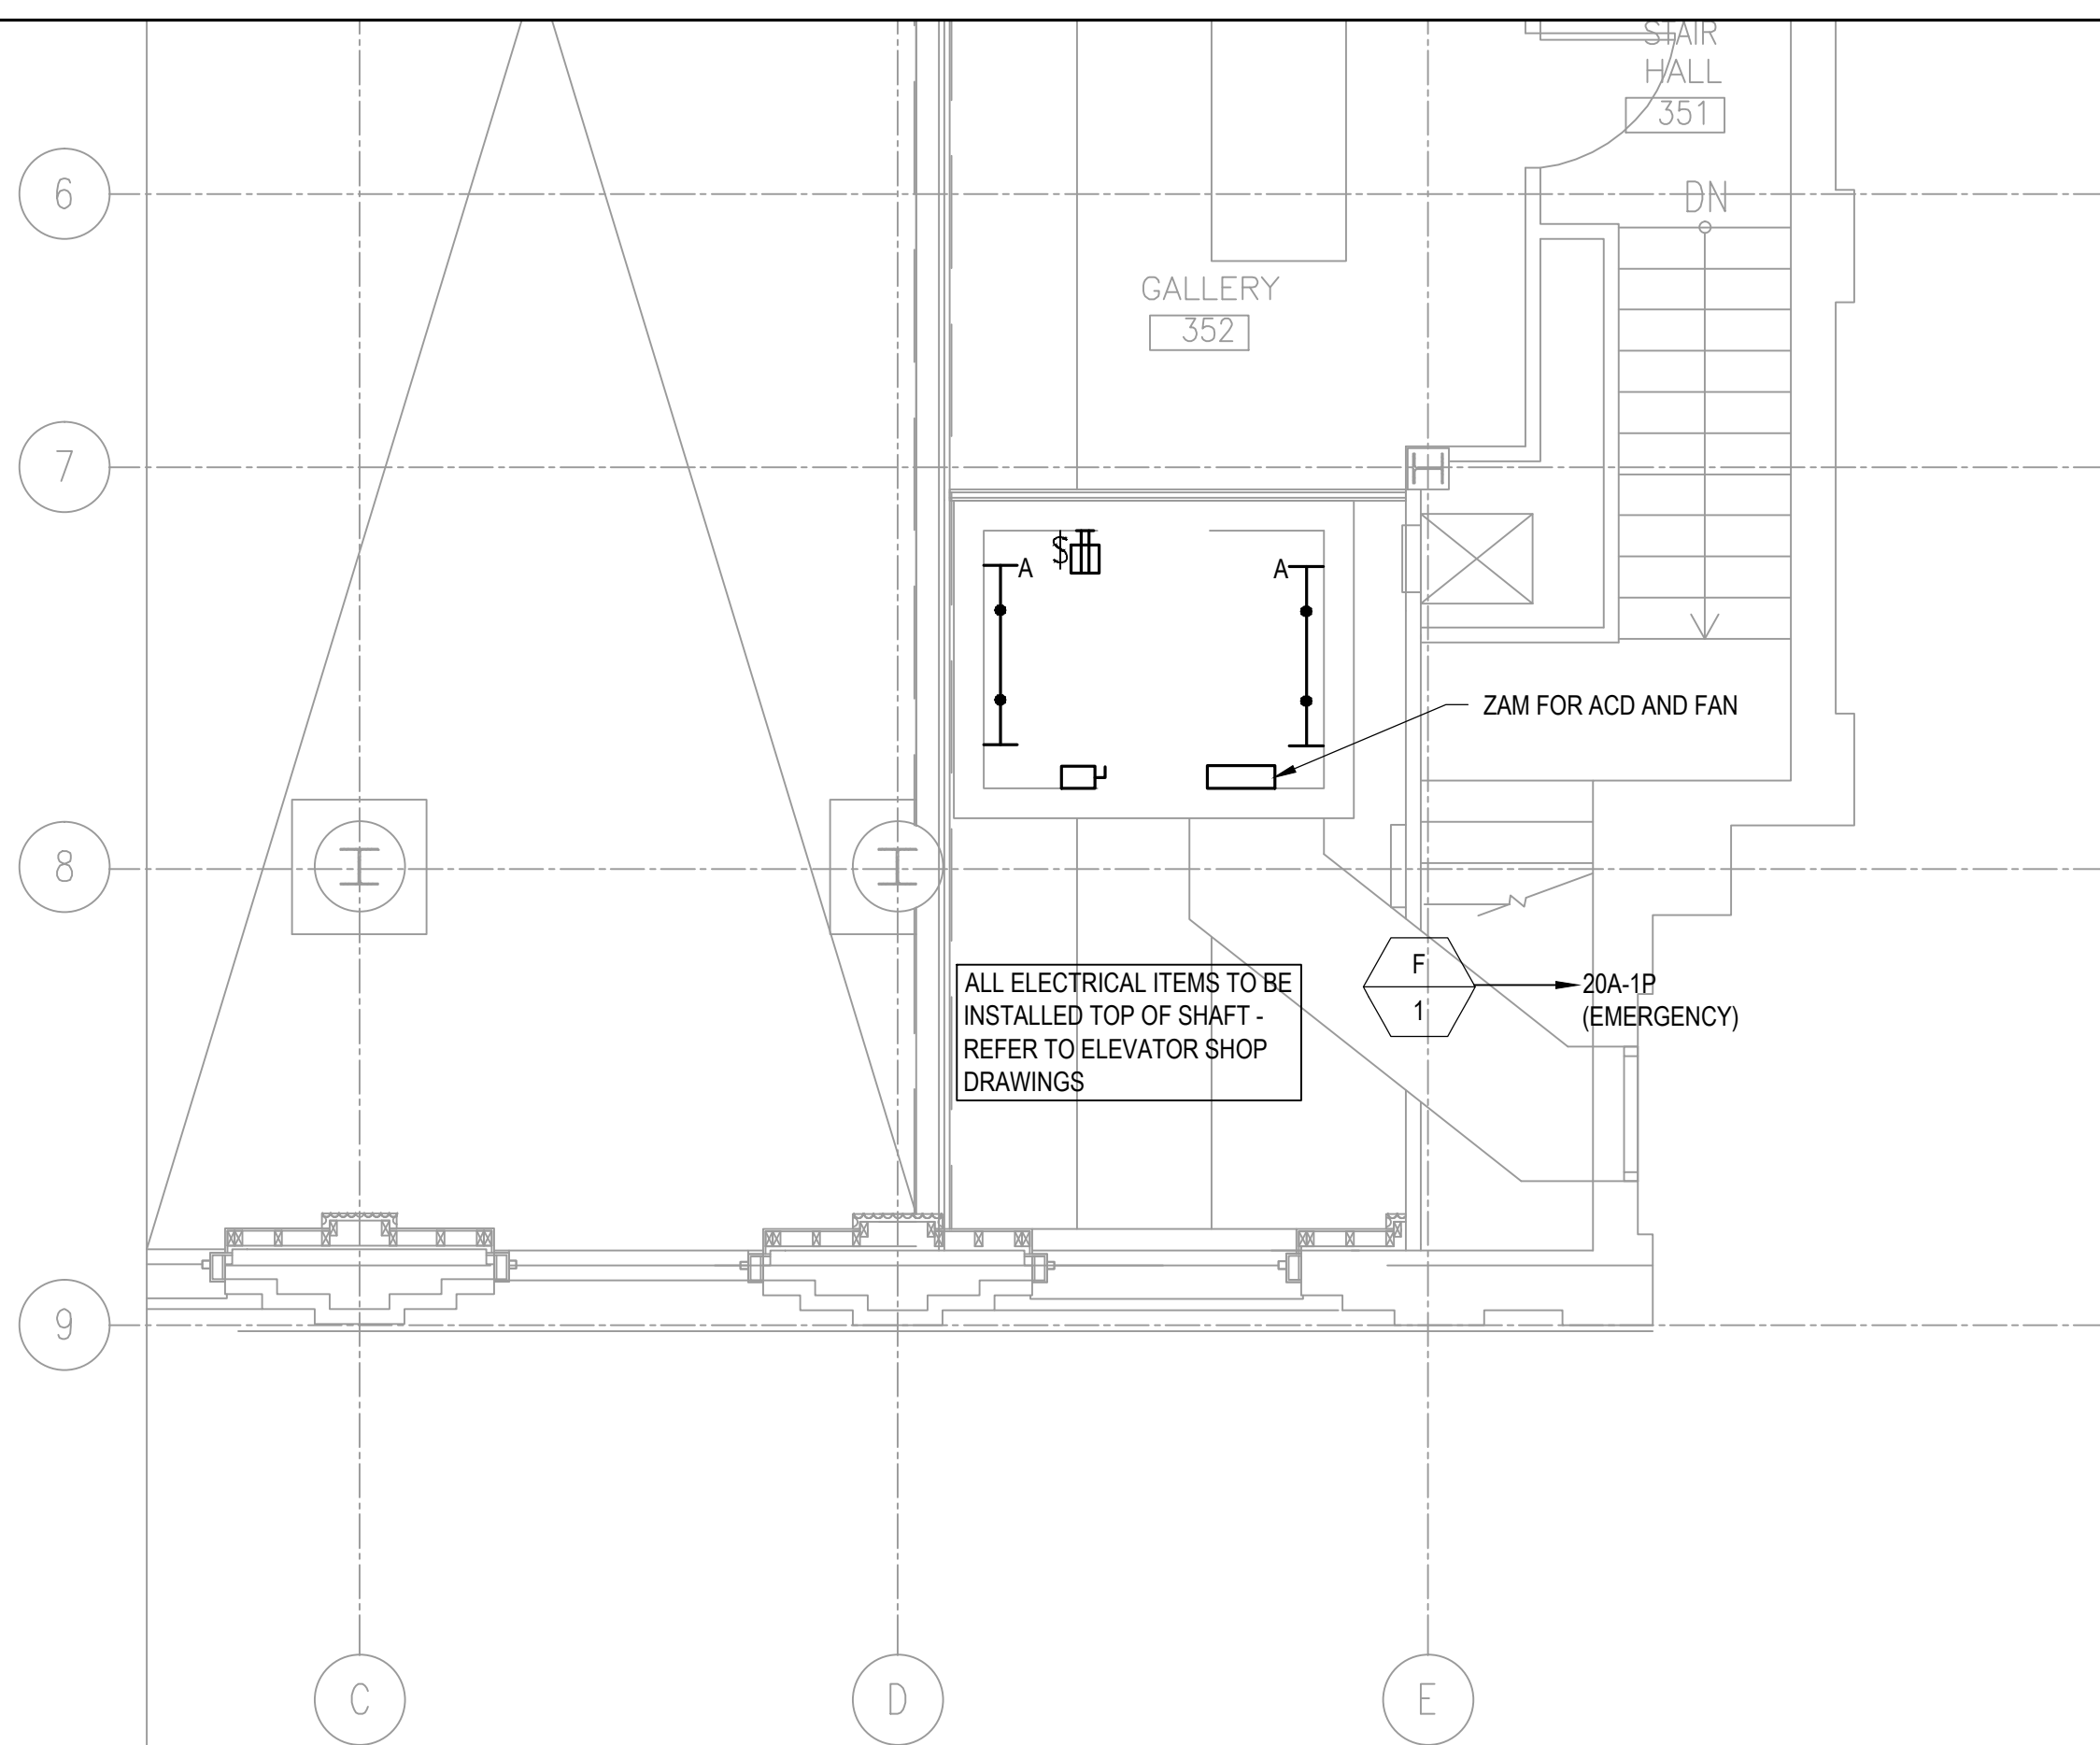 STAIR
HALL
351
6
DN
GALLERY
352
7
$
A
A
ZAM FOR ACD AND FAN
8
ALL ELECTRICAL ITEMS TO BE
INSTALLED TOP OF SHAFT -
REFER TO ELEVATOR SHOP
DRAWINGS
F
1
20A-1P
(EMERGENCY)
9
C
D
E